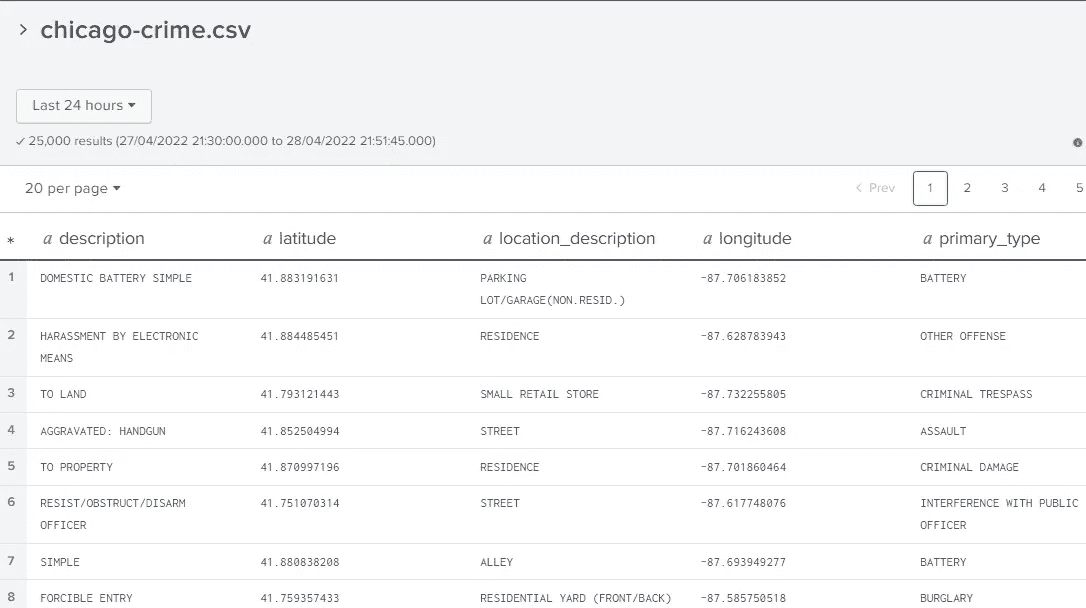 > chicago-crime.csv
Last 24 hours
✓ 25,000 results (27/04/2022 21:30:00.000 to 28/04/2022 21:51:45.000)
20 per page < Prev 1 2 3 4 5
* a description a latitude a location_description a longitude a primary_type
1 DOMESTIC BATTERY SIMPLE 41.883191631 PARKING -87.706183852 BATTERY
LOT/GARAGE(NON.RESID.)
2 HARASSMENT BY ELECTRONIC 41.884485451 RESIDENCE -87.628783943 OTHER OFFENSE
MEANS
3 TO LAND 41.793121443 SMALL RETAIL STORE -87.732255805 CRIMINAL TRESPASS
4 AGGRAVATED: HANDGUN 41.852504994 STREET -87.716243608 ASSAULT
5 TO PROPERTY 41.870997196 RESIDENCE -87.701860464 CRIMINAL DAMAGE
6 RESIST/OBSTRUCT/DISARM 41.751070314 STREET -87.617748076 INTERFERENCE WITH PUBLIC
OFFICER OFFICER
7 SIMPLE 41.880838208 ALLEY -87.693949277 BATTERY
8 FORCIBLE ENTRY 41.759357433 RESIDENTIAL YARD (FRONT/BACK) -87.585750518 BURGLARY